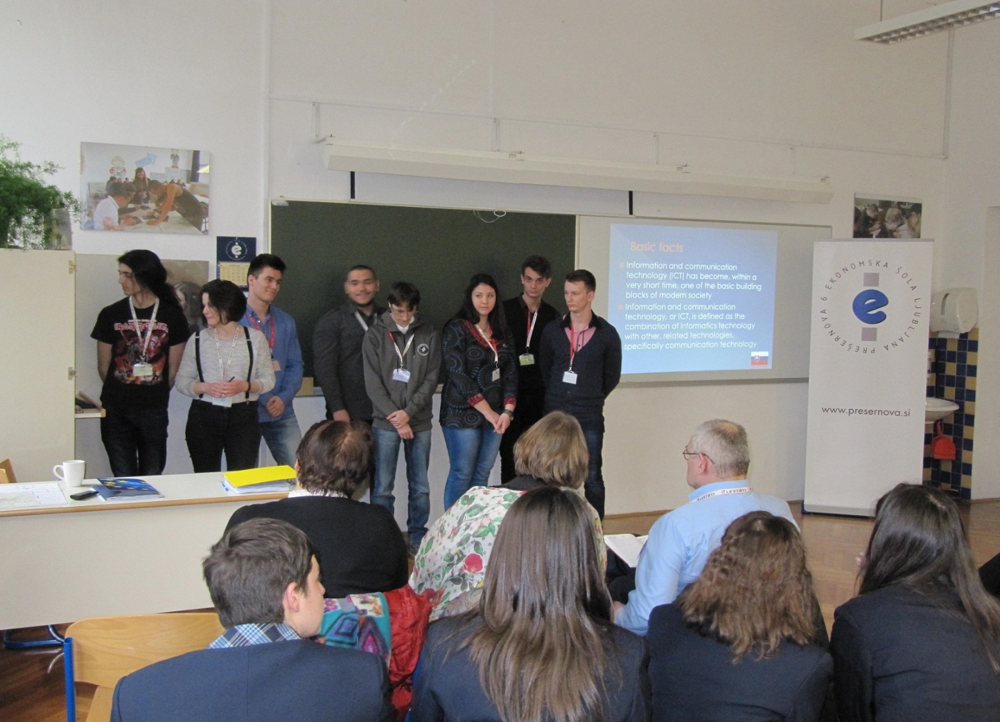 Basic facts
Information and communication
technology (ICT) has become, within a
very short time, one of the basic building
blocks of modern society
Information and communication
technology, or ICT, is defined as the
combination of informatics technology
with other, related technologies,
specifically communication technology
EKONOMSKA ŠOLA LJUBLJANA PREŠERNOVA 6
e
www.presernova.si
IRON MAIDEN
e